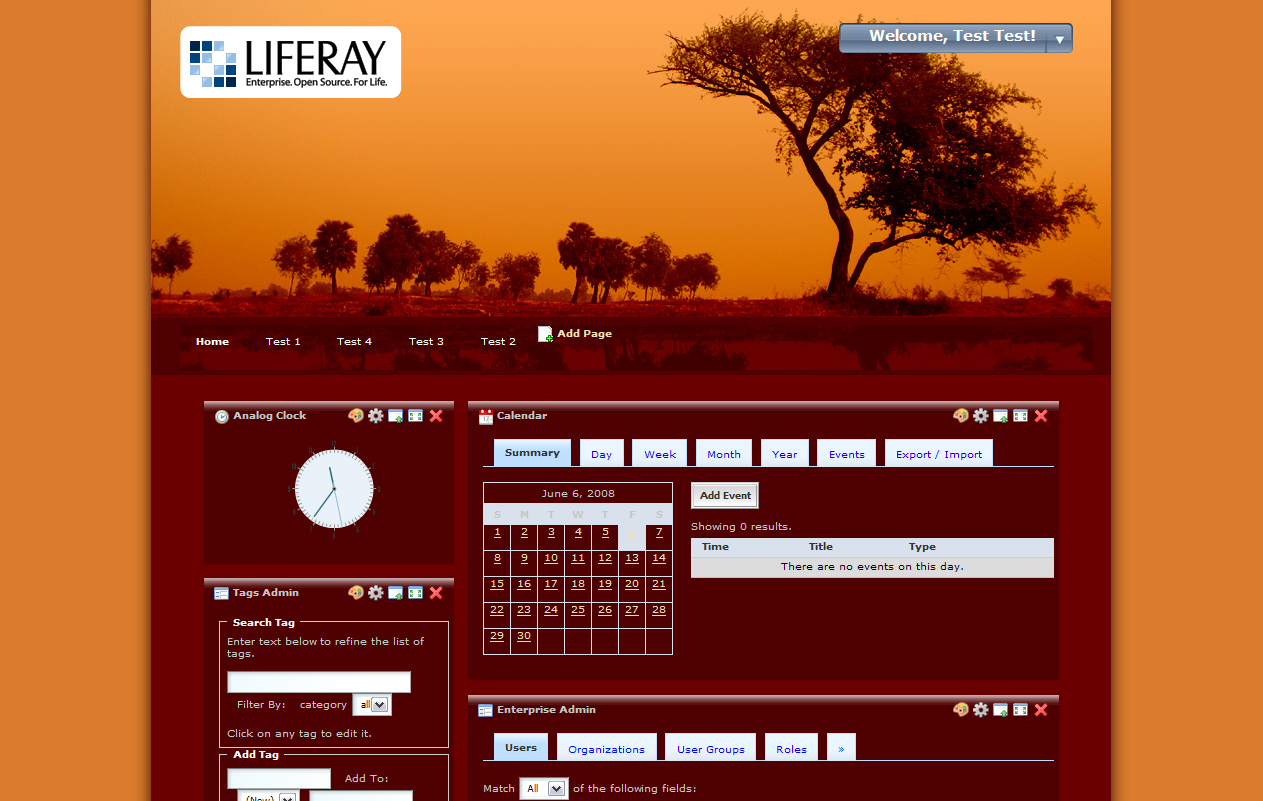 LIFERAY
Enterprise. Open Source. For Life.
Welcome, Test Test!
Home Test 1 Test 4 Test 3 Test 2 Add Page
Analog Clock
Calendar
Summary Day Week Month Year Events Export / Import
June 6, 2008
S M T W T F S
1 2 3 4 5 6 7
8 9 10 11 12 13 14
15 16 17 18 19 20 21
22 23 24 25 26 27 28
29 30
Add Event
Showing 0 results.
Time Title Type
There are no events on this day.
Tags Admin
Search Tag
Enter text below to refine the list of
tags.
Filter By: category all
Click on any tag to edit it.
Add Tag
Add To:
(New)
Enterprise Admin
Users Organizations User Groups Roles »
Match All of the following fields: